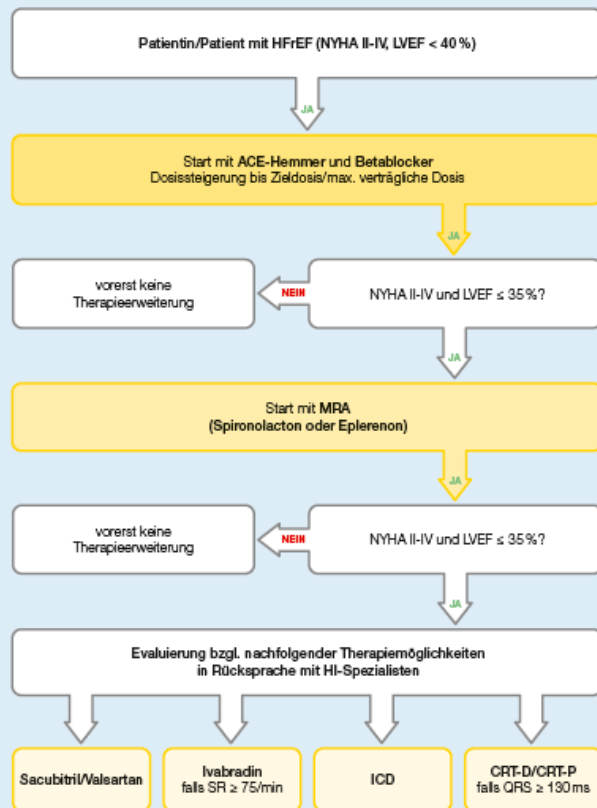 Patientin/Patient mit HFrEF (NYHA II-IV, LVEF < 40 %)
JA
Start mit ACE-Hemmer und Betablocker
Dosissteigerung bis Zieldosis/max. verträgliche Dosis
JA
vorerst keine
Therapieerweiterung
NEIN
NYHA II-IV und LVEF ≤ 35 %?
JA
Start mit MRA
(Spironolacton oder Eplerenon)
JA
vorerst keine
Therapieerweiterung
NEIN
NYHA II-IV und LVEF ≤ 35 %?
JA
Evaluierung bzgl. nachfolgender Therapiemöglichkeiten
in Rücksprache mit HI-Spezialisten
Sacubitril/Valsartan
Ivabradin
falls SR ≥ 75/min
ICD
CRT-D/CRT-P
falls QRS ≥ 130 ms